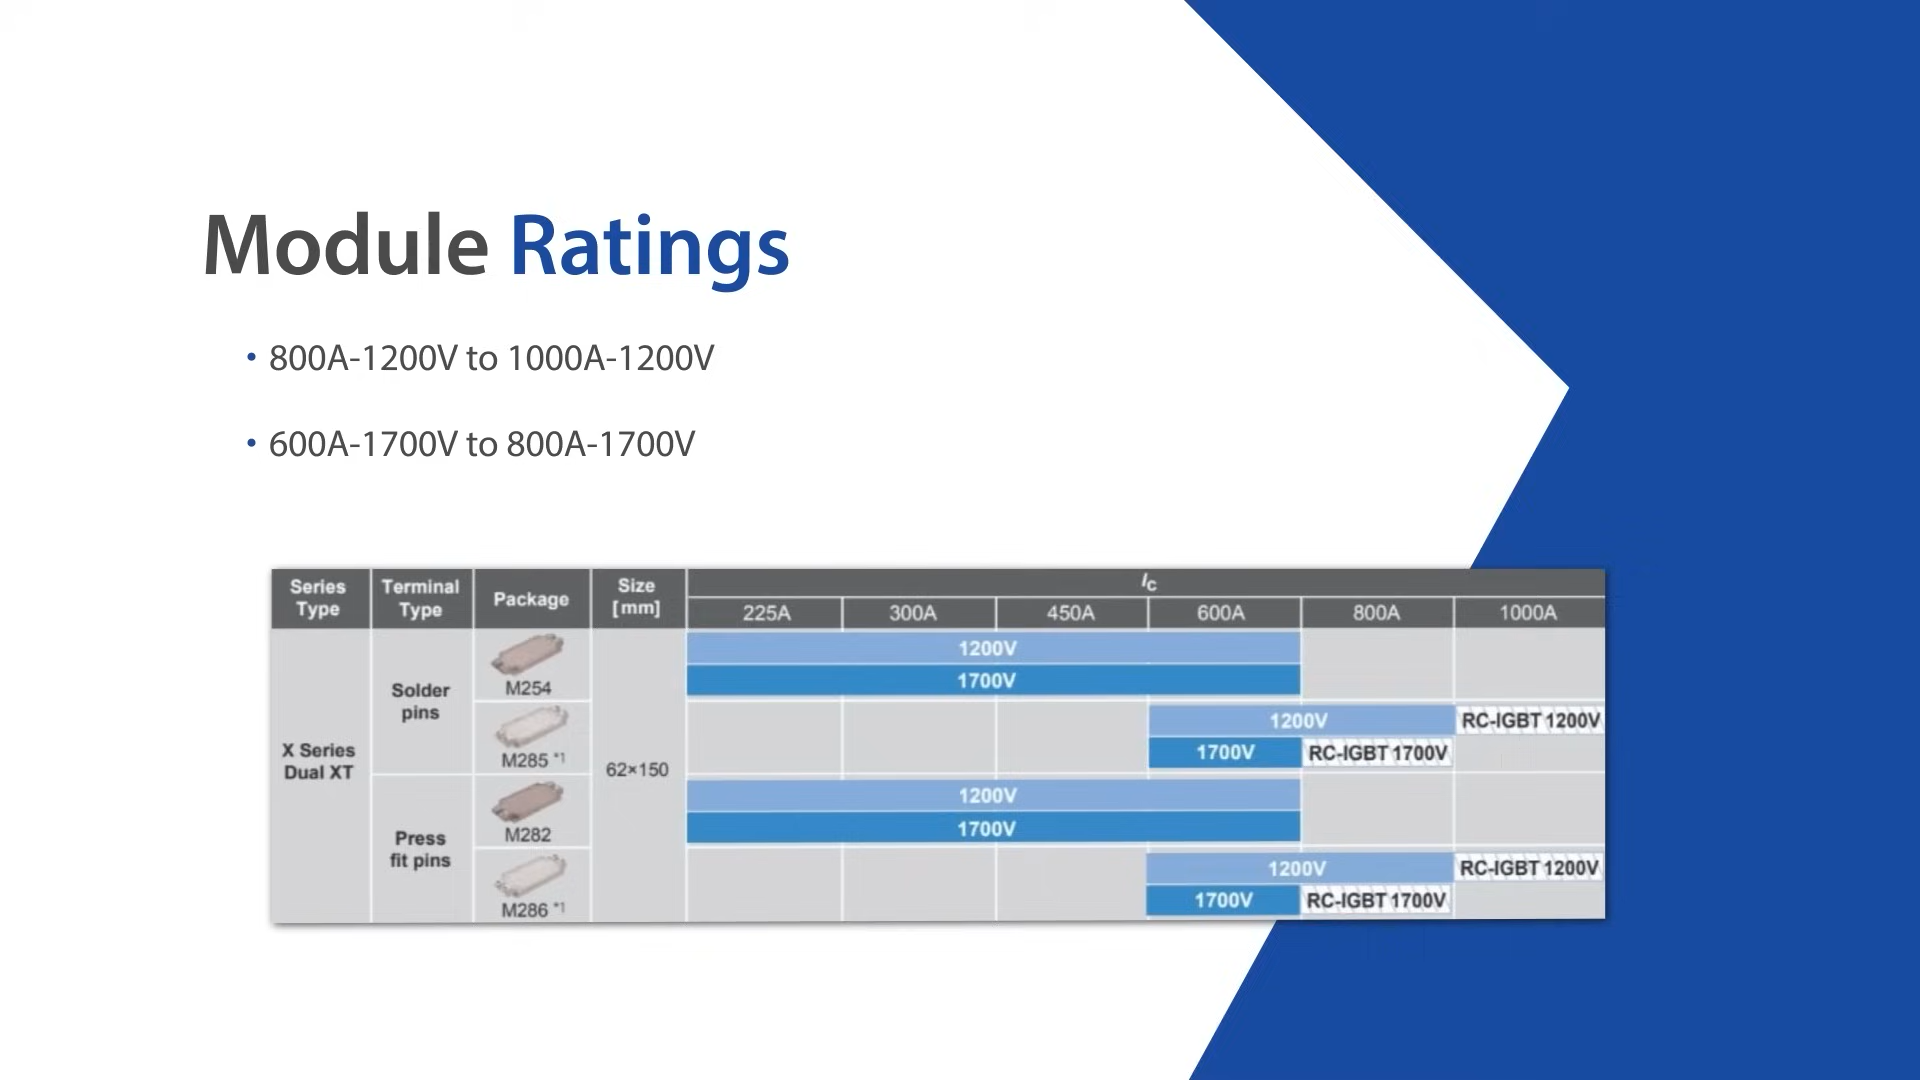 Module Ratings
• 800A-1200V to 1000A-1200V
• 600A-1700V to 800A-1700V
Series Type
Terminal Type
Package
Size [mm]
IC
225A 300A 450A 600A 800A 1000A
X Series Dual XT
Solder pins
M254
62×150
1200V
1700V
M285 *1
1200V RC-IGBT 1200V
1700V RC-IGBT 1700V
Press fit pins
M282
1200V
1700V
M286 *1
1200V RC-IGBT 1200V
1700V RC-IGBT 1700V